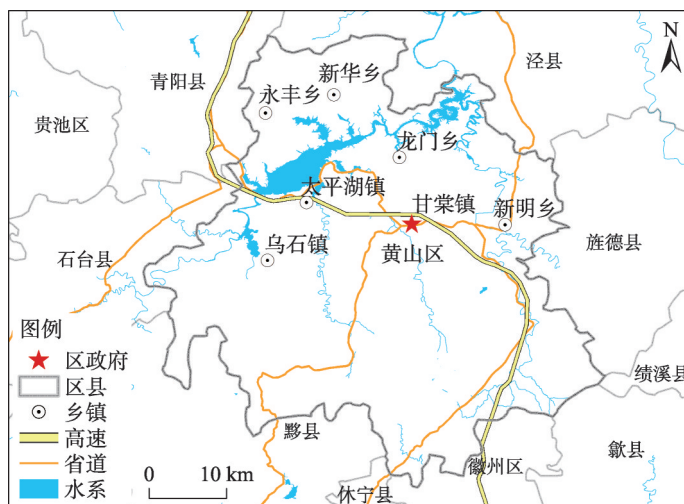 N
泾县
青阳县
新华乡
永丰乡
贵池区
龙门乡
太平湖镇
甘棠镇
新明乡
旌德县
黄山区
乌石镇
石台县
图例
区政府
区县
乡镇
高速
省道
水系
0 10 km
绩溪县
黟县
歙县
徽州区
休宁县